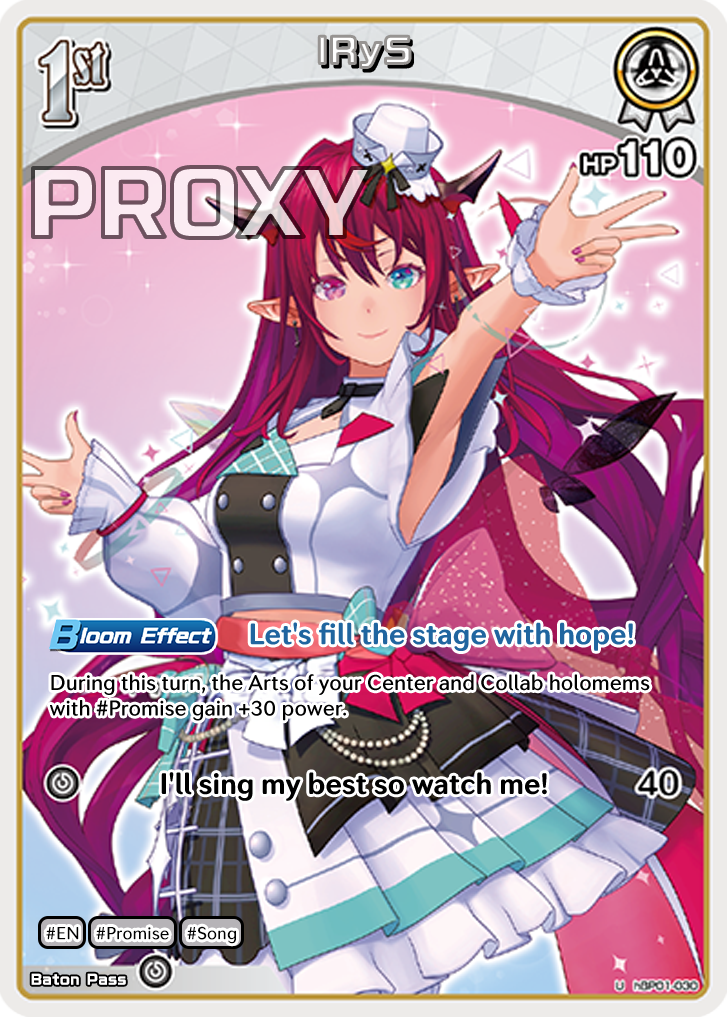 1st
IRyS
HP110
PROXY
Bloom Effect Let's fill the stage with hope!
During this turn, the Arts of your Center and Collab holomems
with #Promise gain +30 power.
I'll sing my best so watch me! 40
#EN #Promise #Song
Baton Pass
U hBP01-030